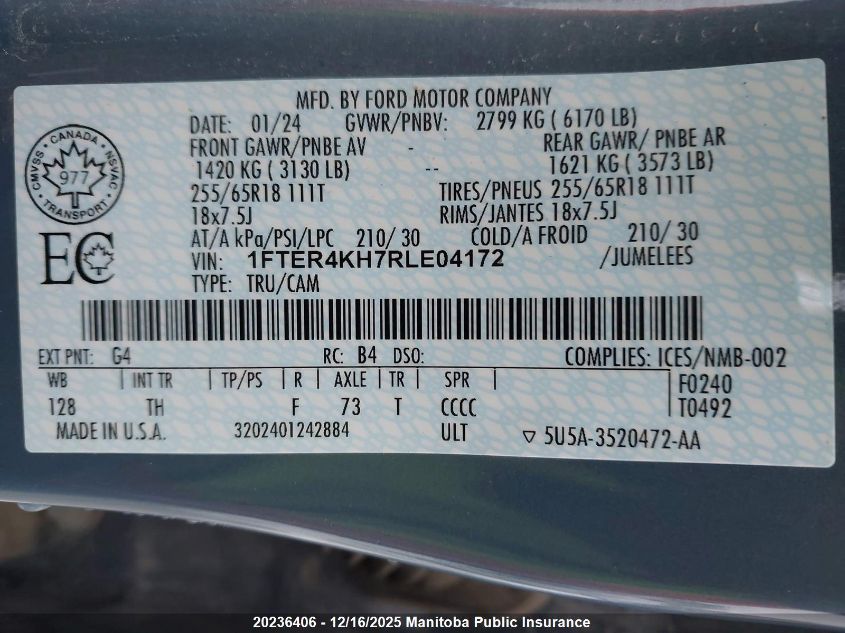 MFD. BY FORD MOTOR COMPANY
DATE: 01/24 GVWR/PNBV: 2799 KG ( 6170 LB)
FRONT GAWR/PNBE AV - REAR GAWR/ PNBE AR
1420 KG ( 3130 LB) -- 1621 KG ( 3573 LB)
255/65R18 111T TIRES/PNEUS 255/65R18 111T
18x7.5J RIMS/JANTES 18x7.5J
AT/A kPa/PSI/LPC 210/ 30 COLD/A FROID 210/ 30
VIN: 1FTER4KH7RLE04172 /JUMELEES
TYPE: TRU/CAM
CANADA
CMVSS NSVAC
977
TRANSPORT
EC
EXT PNT: G4 RC: B4 DSO: COMPLIES: ICES/NMB-002
WB | INT TR | TP/PS | R | AXLE | TR | SPR | F0240
128 TH F 73 T CCCC T0492
MADE IN U.S.A. 3202401242884 ULT ▽ 5U5A-3520472-AA
20236406 - 12/16/2025 Manitoba Public Insurance